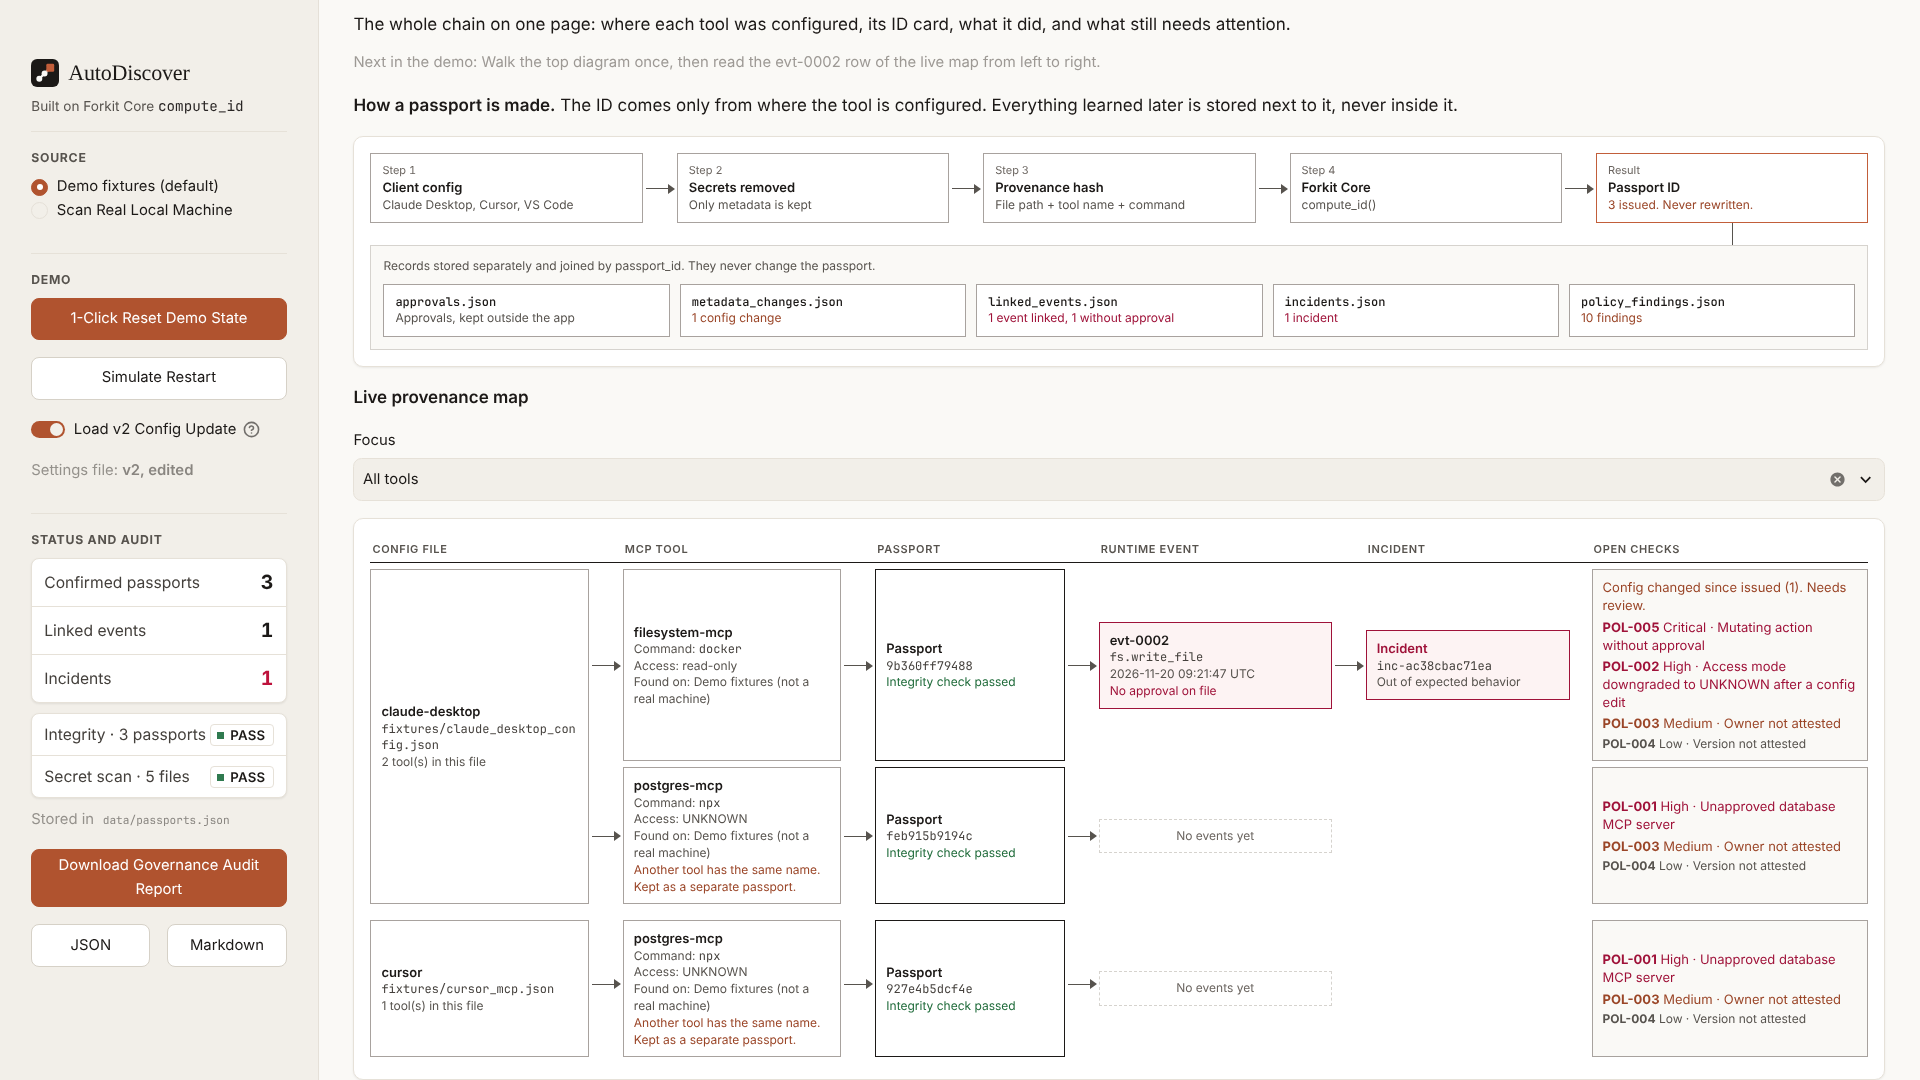 AutoDiscover
Built on Forkit Core compute_id
SOURCE
Demo fixtures (default)
Scan Real Local Machine
DEMO
1-Click Reset Demo State
Simulate Restart
Load v2 Config Update
Settings file: v2, edited
STATUS AND AUDIT
Confirmed passports 3
Linked events 1
Incidents 1
Integrity · 3 passports PASS
Secret scan · 5 files PASS
Stored in data/passports.json
Download Governance Audit
Report
JSON
Markdown
The whole chain on one page: where each tool was configured, its ID card, what it did, and what still needs attention.
Next in the demo: Walk the top diagram once, then read the evt-0002 row of the live map from left to right.
How a passport is made. The ID comes only from where the tool is configured. Everything learned later is stored next to it, never inside it.
Step 1
Client config
Claude Desktop, Cursor, VS Code
Step 2
Secrets removed
Only metadata is kept
Step 3
Provenance hash
File path + tool name + command
Step 4
Forkit Core
compute_id()
Result
Passport ID
3 issued. Never rewritten.
Records stored separately and joined by passport_id. They never change the passport.
approvals.json
Approvals, kept outside the app
metadata_changes.json
1 config change
linked_events.json
1 event linked, 1 without approval
incidents.json
1 incident
policy_findings.json
10 findings
Live provenance map
Focus
All tools
CONFIG FILE
MCP TOOL
PASSPORT
RUNTIME EVENT
INCIDENT
OPEN CHECKS
claude-desktop
fixtures/claude_desktop_con
fig.json
2 tool(s) in this file
filesystem-mcp
Command: docker
Access: read-only
Found on: Demo fixtures (not a
real machine)
Passport
9b360ff79488
Integrity check passed
evt-0002
fs.write_file
2026-11-20 09:21:47 UTC
No approval on file
Incident
inc-ac38cbac71ea
Out of expected behavior
Config changed since issued (1). Needs
review.
POL-005 Critical · Mutating action
without approval
POL-002 High · Access mode
downgraded to UNKNOWN after a config
edit
POL-003 Medium · Owner not attested
POL-004 Low · Version not attested
postgres-mcp
Command: npx
Access: UNKNOWN
Found on: Demo fixtures (not a
real machine)
Another tool has the same name.
Kept as a separate passport.
Passport
feb915b9194c
Integrity check passed
No events yet
POL-001 High · Unapproved database
MCP server
POL-003 Medium · Owner not attested
POL-004 Low · Version not attested
cursor
fixtures/cursor_mcp.json
1 tool(s) in this file
postgres-mcp
Command: npx
Access: UNKNOWN
Found on: Demo fixtures (not a
real machine)
Another tool has the same name.
Kept as a separate passport.
Passport
927e4b5dcf4e
Integrity check passed
No events yet
POL-001 High · Unapproved database
MCP server
POL-003 Medium · Owner not attested
POL-004 Low · Version not attested